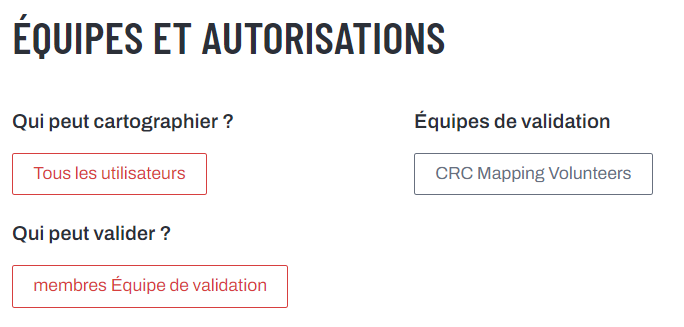 ÉQUIPES ET AUTORISATIONS
Qui peut cartographier ?
Tous les utilisateurs
Qui peut valider ?
membres Équipe de validation
Équipes de validation
CRC Mapping Volunteers